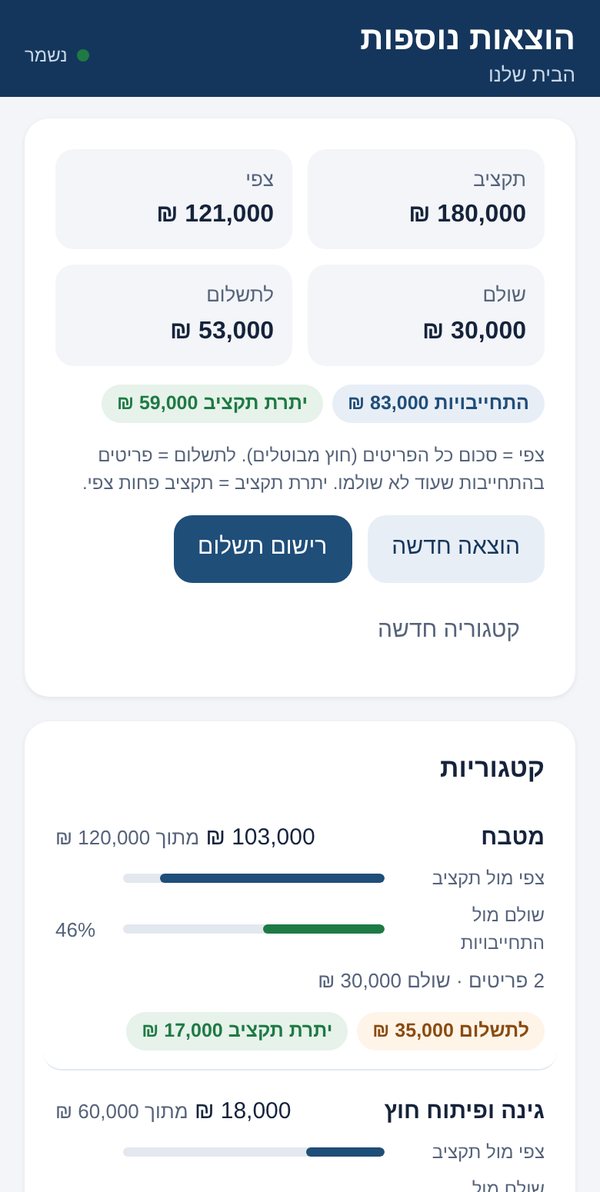 הוצאות נוספות
הבית שלנו
נשמר
תקציב
180,000 ₪
צפי
121,000 ₪
שולם
30,000 ₪
לתשלום
53,000 ₪
התחייבויות 83,000 ₪
יתרת תקציב 59,000 ₪
צפי = סכום כל הפריטים (חוץ מבוטלים). לתשלום = פריטים
בהתחייבות שעוד לא שולמו. יתרת תקציב = תקציב פחות צפי.
הוצאה חדשה
רישום תשלום
קטגוריה חדשה
קטגוריות
מטבח
103,000 ₪ מתוך 120,000 ₪
צפי מול תקציב
שולם מול
התחייבויות
46%
2 פריטים · שולם 30,000 ₪
לתשלום 35,000 ₪
יתרת תקציב 17,000 ₪
גינה ופיתוח חוץ
18,000 ₪ מתוך 60,000 ₪
צפי מול תקציב
שולם מול